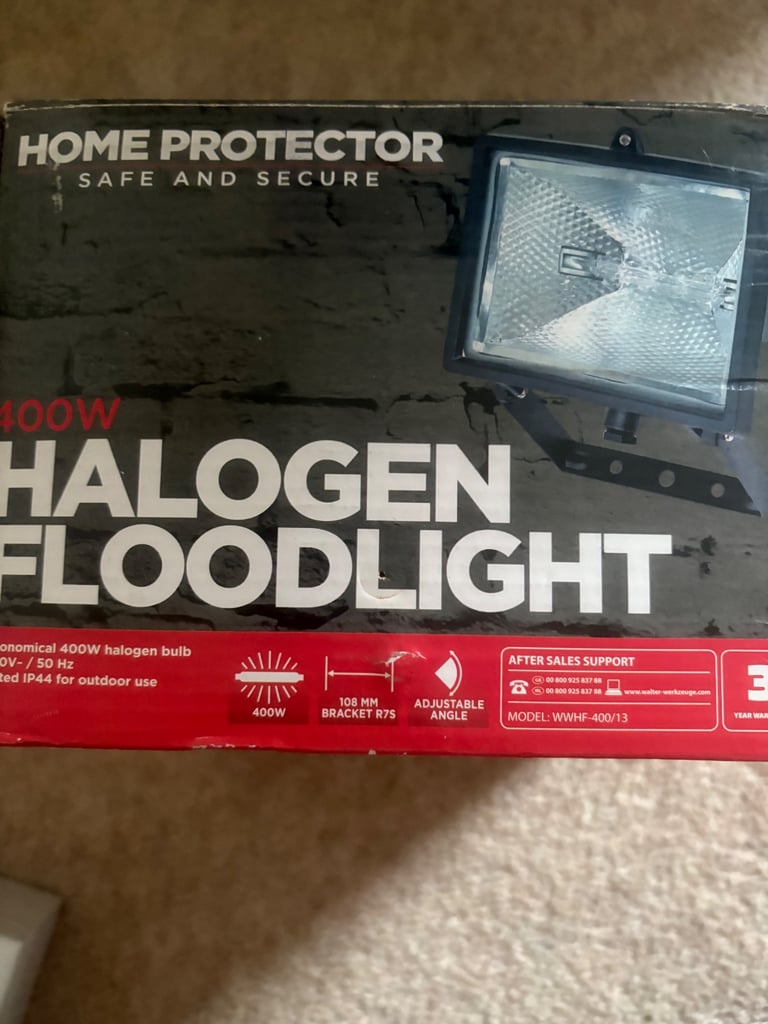 HOME PROTECTOR
SAFE AND SECURE
400W
HALOGEN
FLOODLIGHT
onomical 400W halogen bulb
0V~ / 50 Hz
ted IP44 for outdoor use
400W
108 MM
BRACKET R7S
ADJUSTABLE
ANGLE
AFTER SALES SUPPORT
00 800 925 837 88
00 800 925 837 88
www.walter-werkzeuge.com
MODEL: WWHF-400/13
3
YEAR WAR